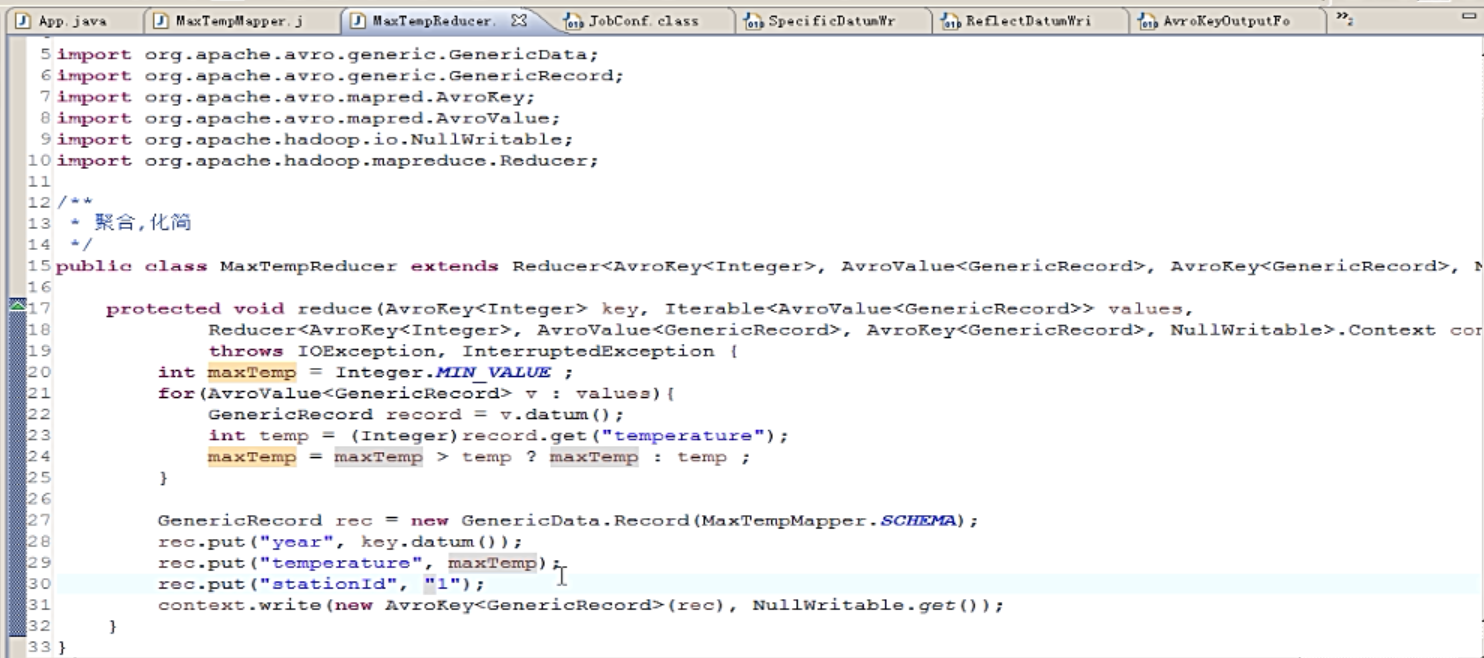 App.java MaxTempMapper.j MaxTempReducer. JobConf.class SpecificDatumWr ReflectDatumWri AvroKeyOutputFo »2
5 import org.apache.avro.generic.GenericData;
6 import org.apache.avro.generic.GenericRecord;
7 import org.apache.avro.mapred.AvroKey;
8 import org.apache.avro.mapred.AvroValue;
9 import org.apache.hadoop.io.NullWritable;
10 import org.apache.hadoop.mapreduce.Reducer;
11
12 /**
13 * 聚合,化简
14 */
15 public class MaxTempReducer extends Reducer<AvroKey<Integer>, AvroValue<GenericRecord>, AvroKey<GenericRecord>, N
16
17 protected void reduce(AvroKey<Integer> key, Iterable<AvroValue<GenericRecord>> values,
18 Reducer<AvroKey<Integer>, AvroValue<GenericRecord>, AvroKey<GenericRecord>, NullWritable>.Context con
19 throws IOException, InterruptedException {
20 int maxTemp = Integer.MIN_VALUE ;
21 for(AvroValue<GenericRecord> v : values){
22 GenericRecord record = v.datum();
23 int temp = (Integer)record.get("temperature");
24 maxTemp = maxTemp > temp ? maxTemp : temp ;
25 }
26
27 GenericRecord rec = new GenericData.Record(MaxTempMapper.SCHEMA);
28 rec.put("year", key.datum());
29 rec.put("temperature", maxTemp);
30 rec.put("stationId", "1");
31 context.write(new AvroKey<GenericRecord>(rec), NullWritable.get());
32 }
33 }